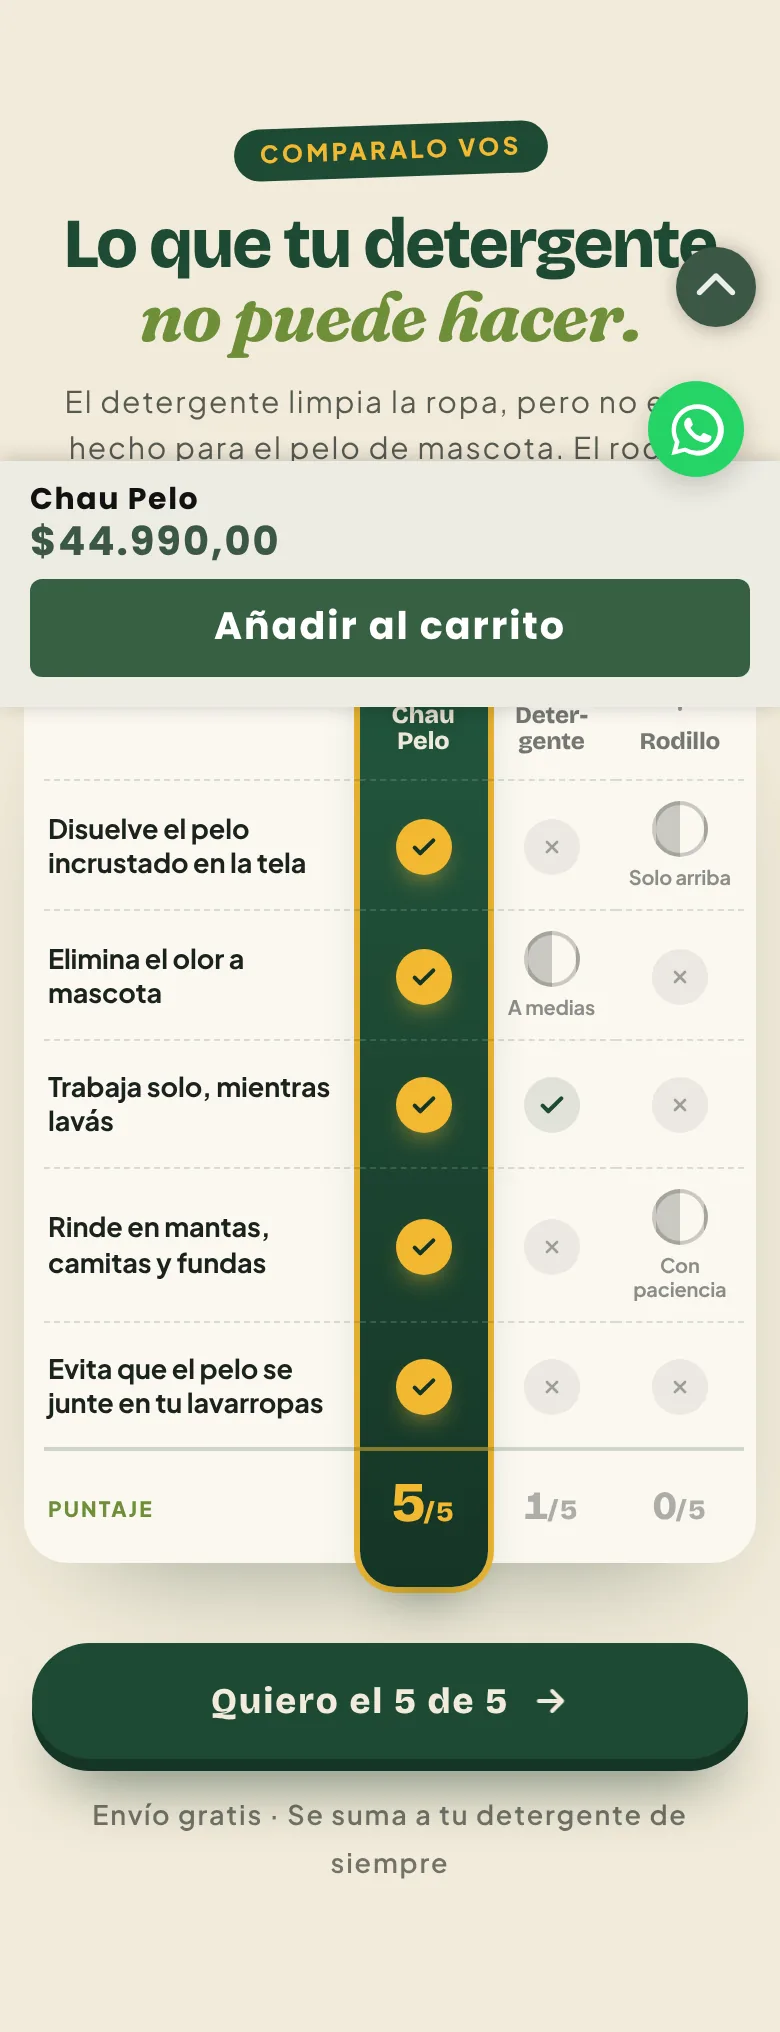 COMPARALO VOS
Lo que tu detergente
no puede hacer.
El detergente limpia la ropa, pero no
hecho para el pelo de mascota. El
Chau Pelo
$44.990,00
Añadir al carrito
Chau
Pelo
Deter-
gente
Rodillo
Disuelve el pelo
incrustado en la tela
Solo arriba
Elimina el olor a
mascota
A medias
Trabaja solo, mientras
lavás
Rinde en mantas,
camitas y fundas
Con
paciencia
Evita que el pelo se
junte en tu lavarropas
PUNTAJE
5/5
1/5
0/5
Quiero el 5 de 5 →
Envío gratis · Se suma a tu detergente de
siempre